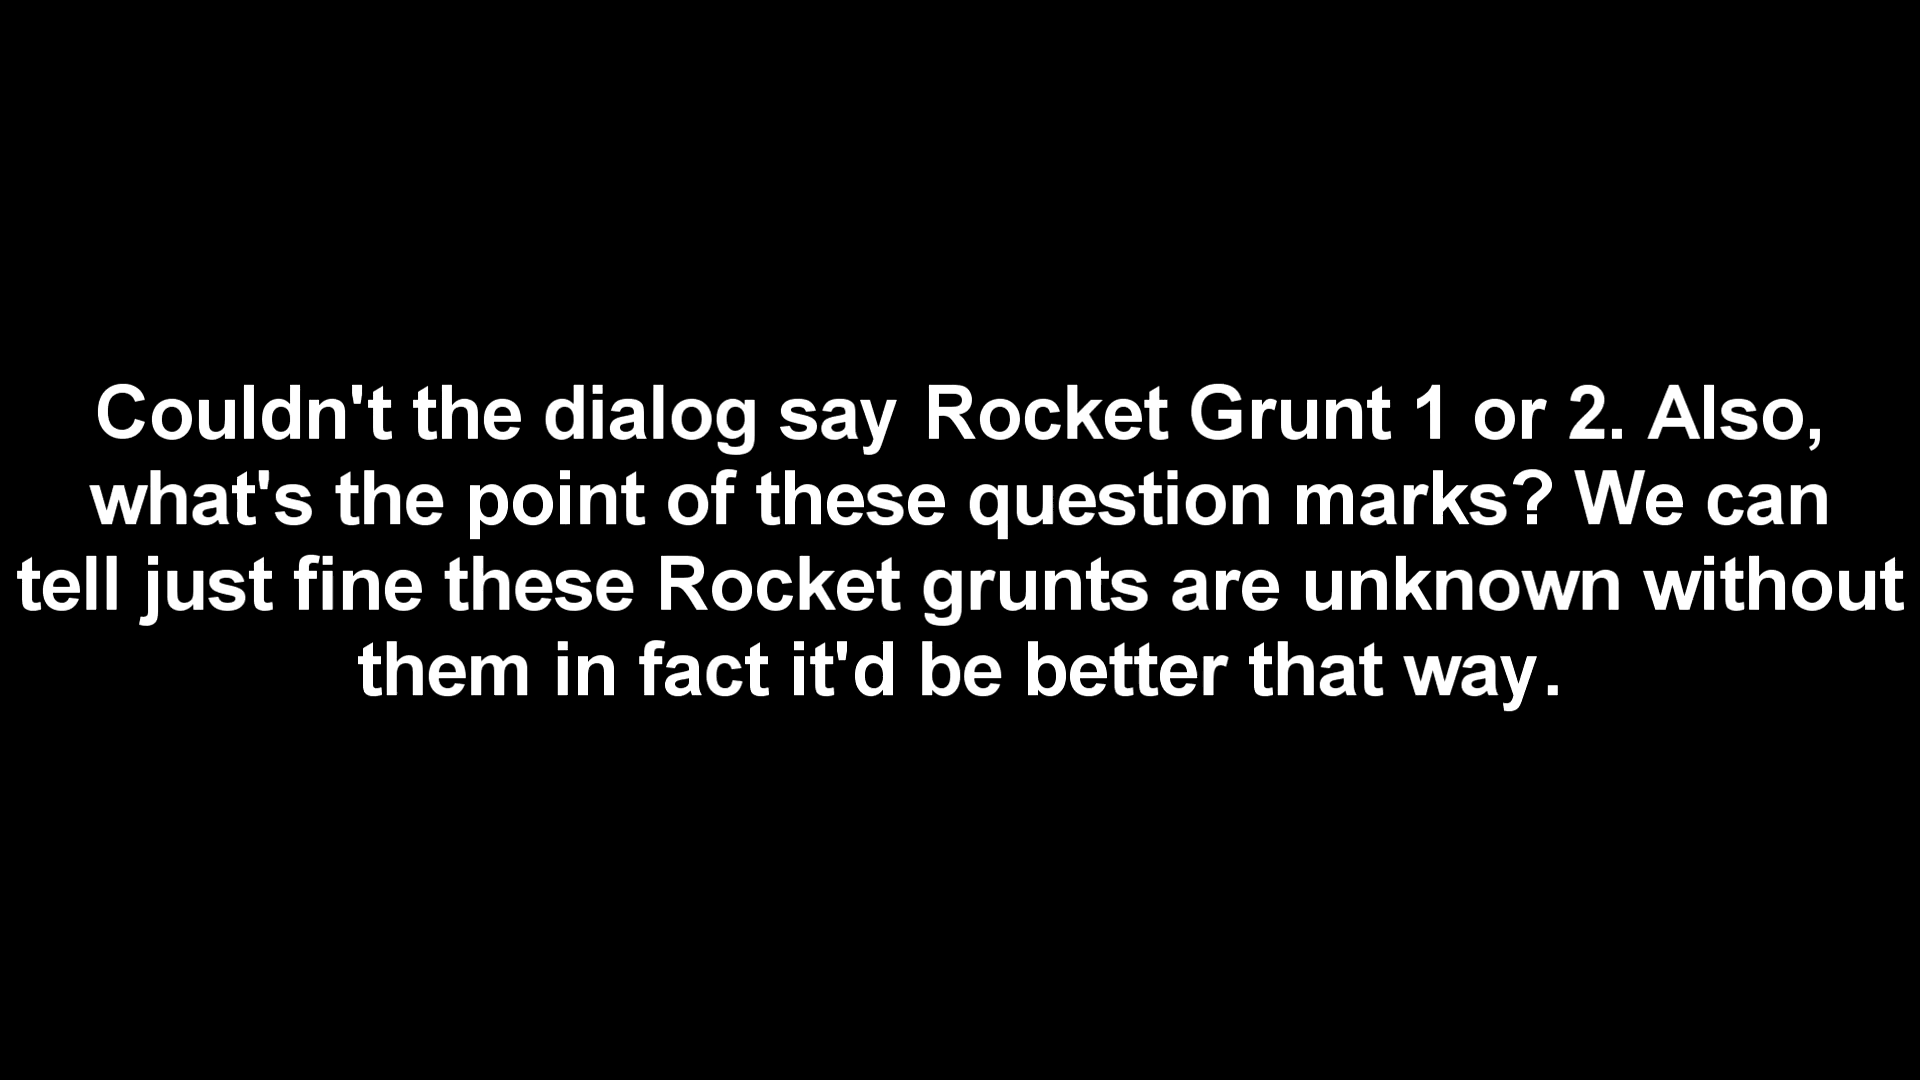 Couldn't the dialog say Rocket Grunt 1 or 2. Also,
what's the point of these question marks? We can
tell just fine these Rocket grunts are unknown without
them in fact it'd be better that way.